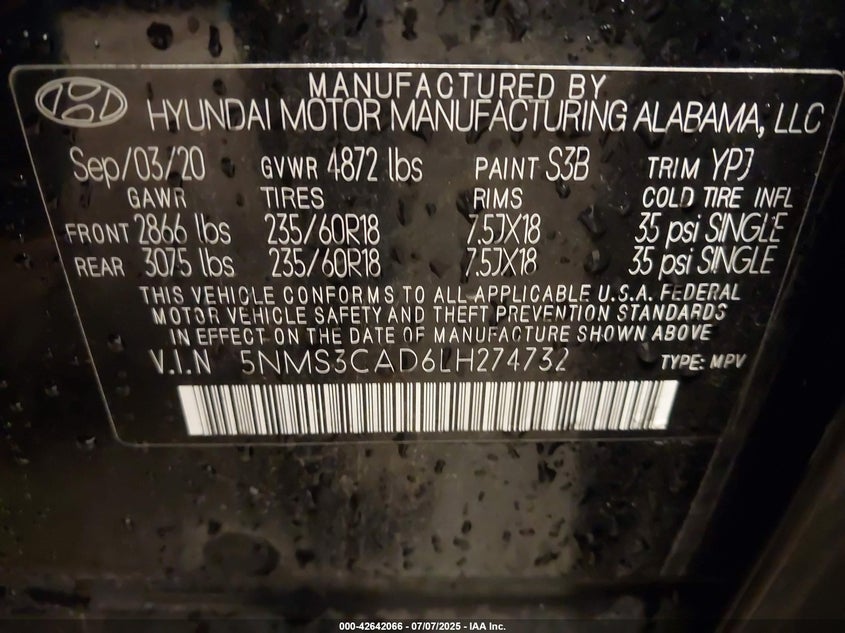 MANUFACTURED BY
HYUNDAI MOTOR MANUFACTURING ALABAMA, LLC
Sep/03/20 GVWR 4872 lbs PAINT S3B TRIM YPJ
GAWR TIRES RIMS COLD TIRE INFL
FRONT 2866 lbs 235/60R18 7.5JX18 35 psi SINGLE
REAR 3075 lbs 235/60R18 7.5JX18 35 psi SINGLE
THIS VEHICLE CONFORMS TO ALL APPLICABLE U.S.A. FEDERAL
MOTOR VEHICLE SAFETY AND THEFT PREVENTION STANDARDS
IN EFFECT ON THE DATE OF MANUFACTURE SHOWN ABOVE
V.I.N 5NMS3CAD6LH274732 TYPE: MPV
000-42642066 - 07/07/2025 - IAA Inc.